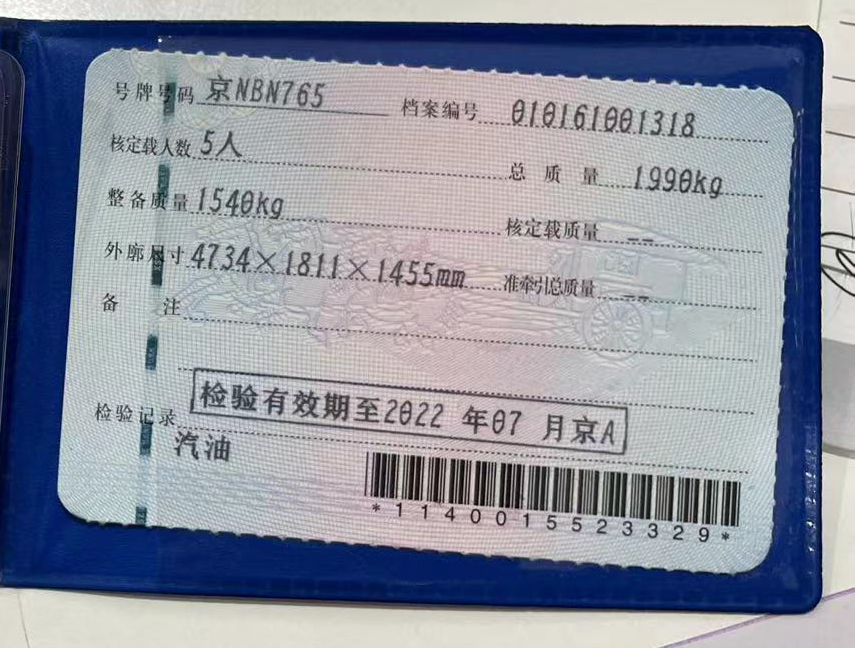 号牌号码 京NBN765 档案编号 010161001318
核定载人数 5人 总质量 1990kg
整备质量 1540kg 核定载质量 --
外廓尺寸 4734×1811×1455mm 准牵引总质量 --
备注
检验记录 检验有效期至2022年07月京A
汽油
*1140015523329*